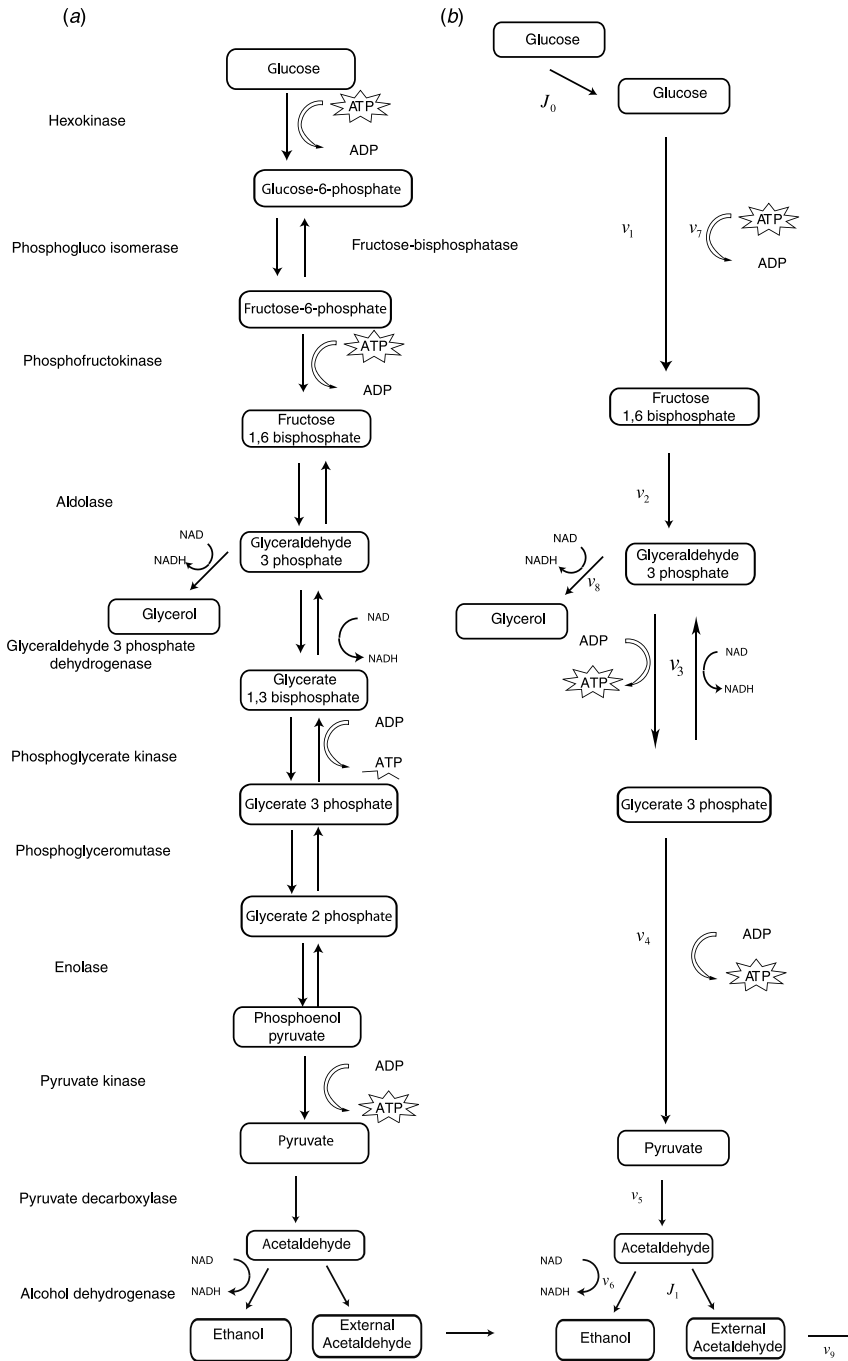 (a)
Glucose
Hexokinase
ATP
ADP
Glucose-6-phosphate
Phosphogluco isomerase
Fructose-bisphosphatase
Fructose-6-phosphate
Phosphofructokinase
ATP
ADP
Fructose
1,6 bisphosphate
Aldolase
NAD
NADH
Glyceraldehyde
3 phosphate
Glycerol
Glyceraldehyde 3 phosphate
dehydrogenase
NAD
NADH
Glycerate
1,3 bisphosphate
Phosphoglycerate kinase
ADP
ATP
Glycerate 3 phosphate
Phosphoglyceromutase
Glycerate 2 phosphate
Enolase
Phosphoenol
pyruvate
Pyruvate kinase
ADP
ATP
Pyruvate
Pyruvate decarboxylase
Acetaldehyde
NAD
NADH
Alcohol dehydrogenase
Ethanol
External
Acetaldehyde
(b)
Glucose
J0
Glucose
v1
v7
ATP
ADP
Fructose
1,6 bisphosphate
v2
NAD
NADH
v8
Glyceraldehyde
3 phosphate
Glycerol
ADP
ATP
v3
NAD
NADH
Glycerate 3 phosphate
v4
ADP
ATP
Pyruvate
v5
Acetaldehyde
NAD
NADH
v6
J1
Ethanol
External
Acetaldehyde
v9